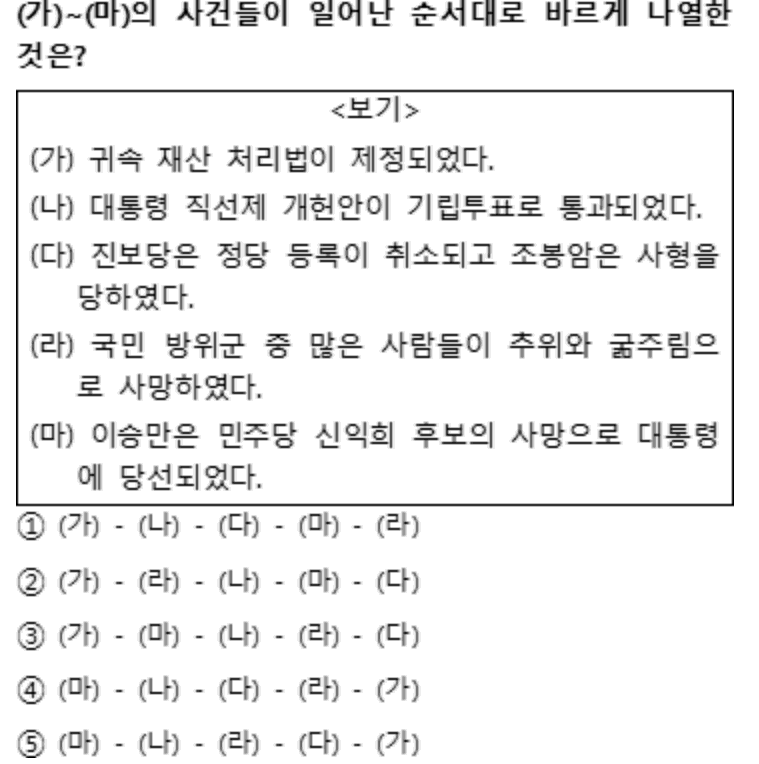 (가)~(마)의 사건들이 일어난 순서대로 바르게 나열한
것은?
<보기>
(가) 귀속 재산 처리법이 제정되었다.
(나) 대통령 직선제 개헌안이 기립투표로 통과되었다.
(다) 진보당은 정당 등록이 취소되고 조봉암은 사형을
당하였다.
(라) 국민 방위군 중 많은 사람들이 추위와 굶주림으
로 사망하였다.
(마) 이승만은 민주당 신익희 후보의 사망으로 대통령
에 당선되었다.
① (가) - (나) - (다) - (마) - (라)
② (가) - (라) - (나) - (마) - (다)
③ (가) - (마) - (나) - (라) - (다)
④ (마) - (나) - (다) - (라) - (가)
⑤ (마) - (나) - (라) - (다) - (가)